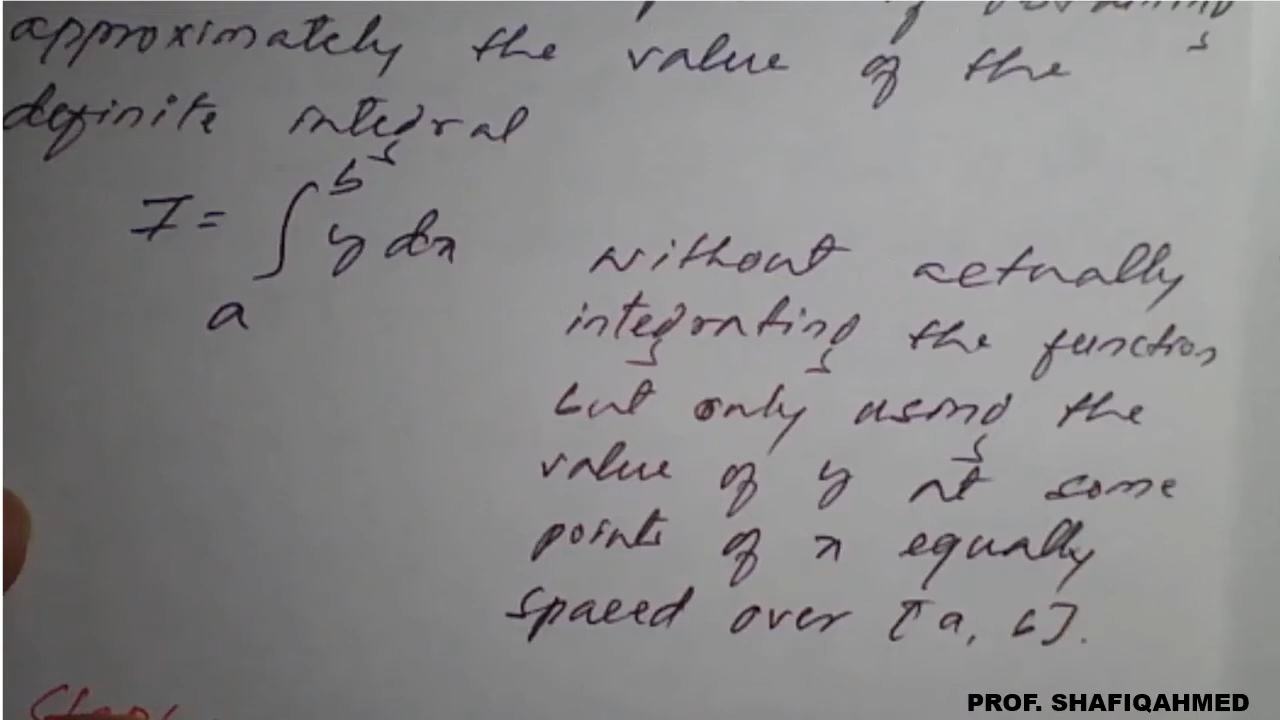 approximately the value of the
definite integral
I = ∫ₐᵇ y dx
without actually
integrating the function
but only using the
value of y at some
points of x equally
spaced over [a, b].
PROF. SHAFIQAHMED